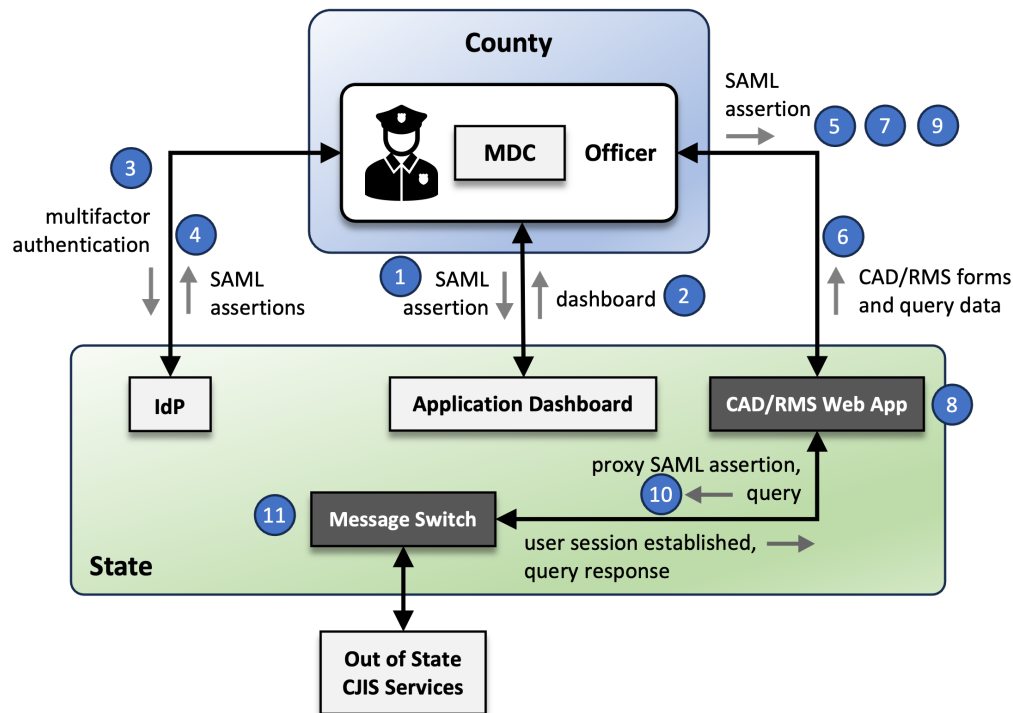 County
SAML
assertion
5 7 9
MDC
Officer
3
multifactor
authentication
4
SAML
assertions
1
SAML
assertion
dashboard
2
6
CAD/RMS forms
and query data
IdP
Application Dashboard
CAD/RMS Web App
8
proxy SAML assertion,
10
query
11
Message Switch
user session established,
query response
State
Out of State
CJIS Services